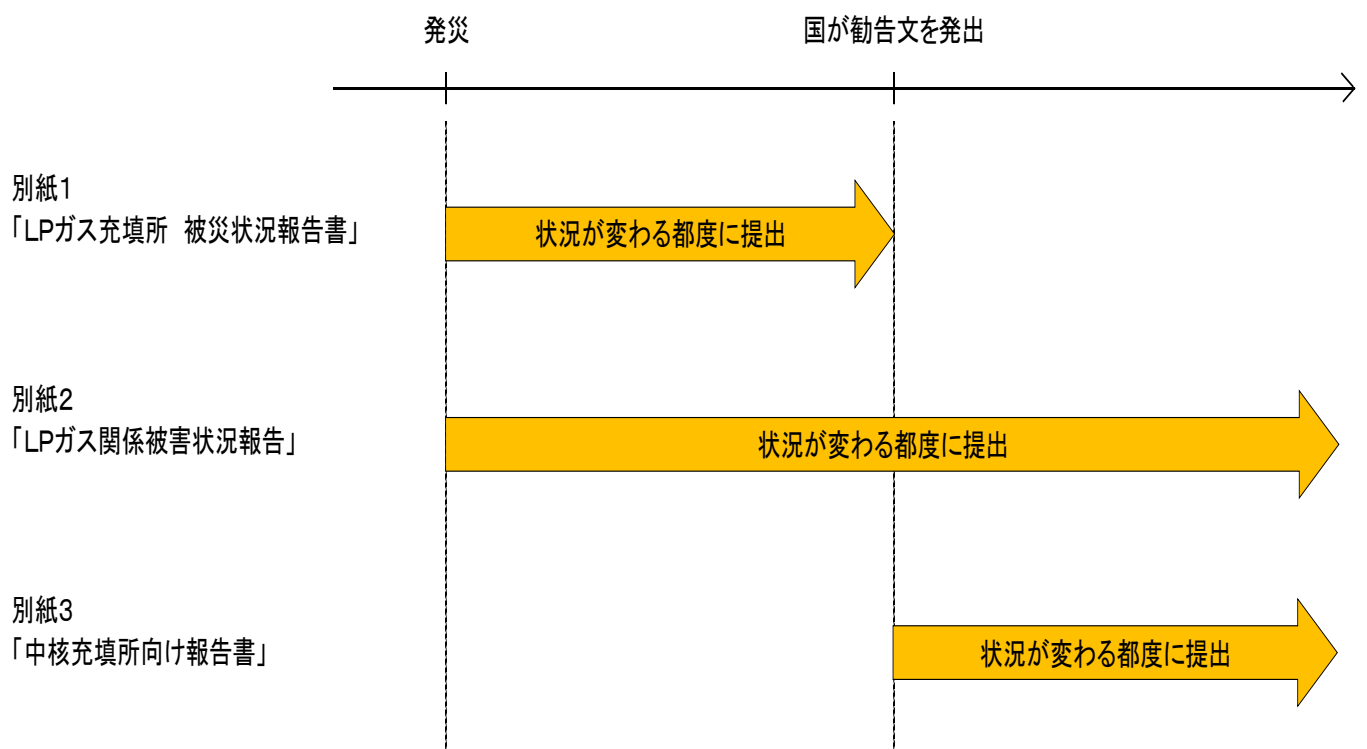 発災
国が勧告文を発出
別紙1
「LPガス充填所 被災状況報告書」
状況が変わる都度に提出
別紙2
「LPガス関係被害状況報告」
状況が変わる都度に提出
別紙3
「中核充填所向け報告書」
状況が変わる都度に提出